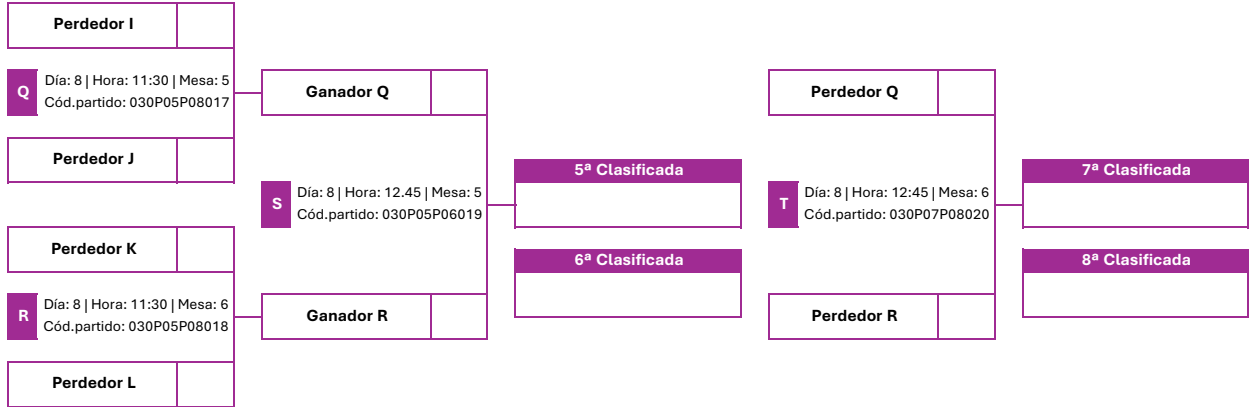 Perdedor I
Q
Día: 8 | Hora: 11:30 | Mesa: 5
Cód.partido: 030P05P08017
Perdedor J
Perdedor K
R
Día: 8 | Hora: 11:30 | Mesa: 6
Cód.partido: 030P05P08018
Perdedor L
Ganador Q
S
Día: 8 | Hora: 12.45 | Mesa: 5
Cód.partido: 030P05P06019
Ganador R
5ª Clasificada
6ª Clasificada
Perdedor Q
T
Día: 8 | Hora: 12:45 | Mesa: 6
Cód.partido: 030P07P08020
Perdedor R
7ª Clasificada
8ª Clasificada